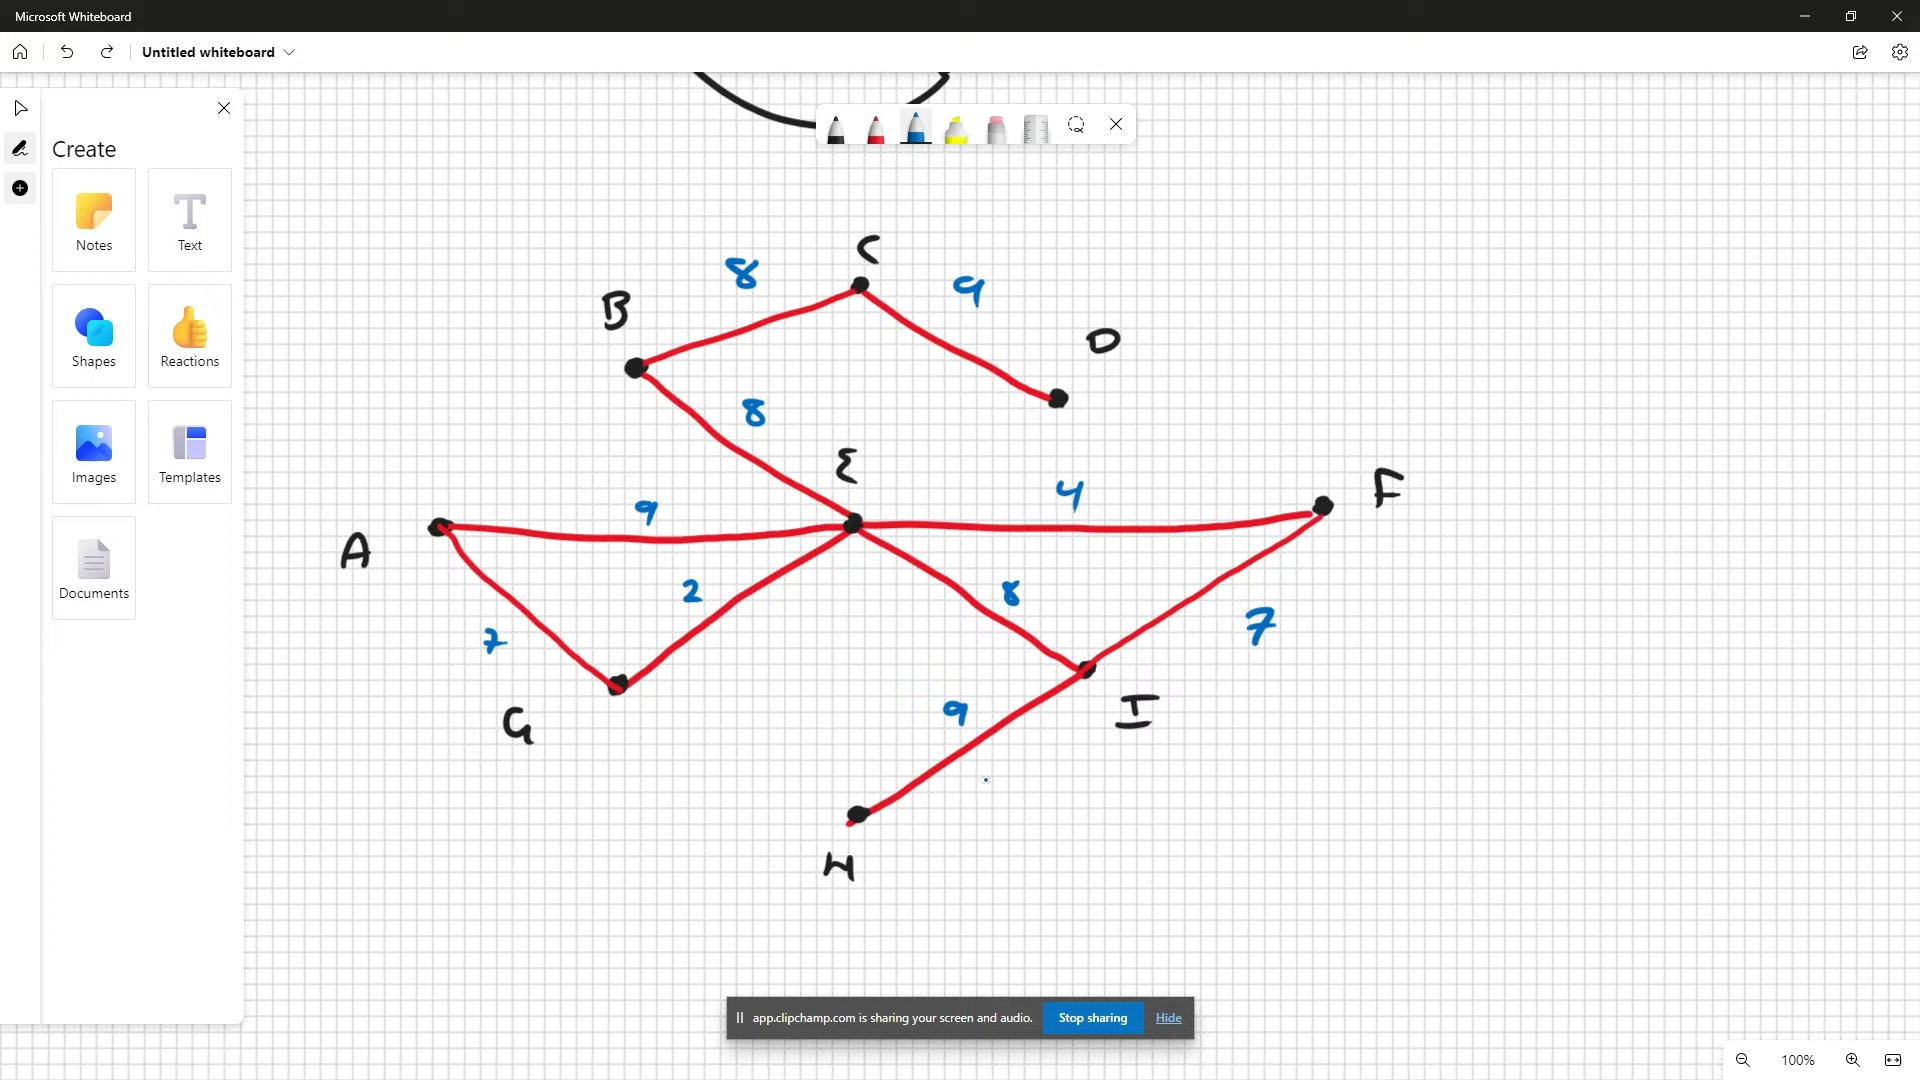 Microsoft Whiteboard
Untitled whiteboard
Create
Notes
Text
Shapes
Reactions
Images
Templates
Documents
C
8
9
B
D
8
E
4
F
9
A
2
8
7
7
G
9
I
H
app.clipchamp.com is sharing your screen and audio.
Stop sharing
Hide
100%